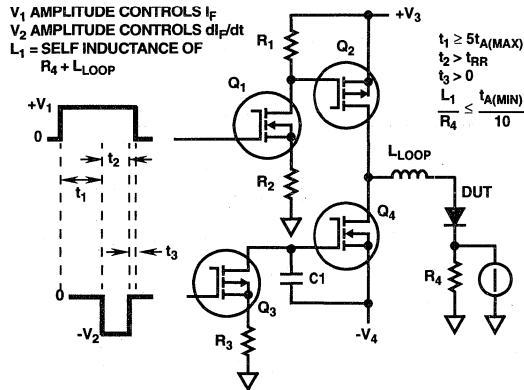 V1 AMPLITUDE CONTROLS IF
V2 AMPLITUDE CONTROLS dIF/dt
L1 = SELF INDUCTANCE OF
R4 + LLOOP
+V1
0
t2
t1
t3
0
-V2
R1
Q1
R2
Q2
+V3
t1 ≥ 5tA(MAX)
t2 > tRR
t3 > 0
L1/R4 ≤ tA(MIN)/10
LLOOP
DUT
Q4
C1
R4
Q3
R3
-V4